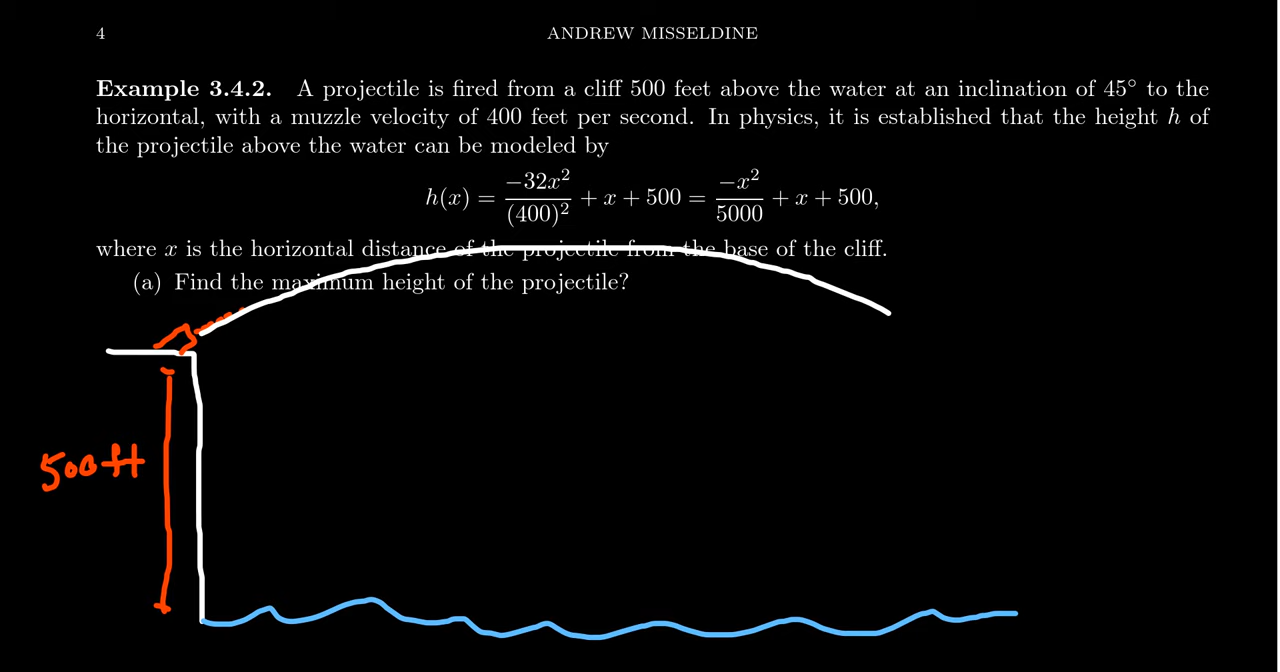 4 ANDREW MISSELDINE
Example 3.4.2. A projectile is fired from a cliff 500 feet above the water at an inclination of 45° to the
horizontal, with a muzzle velocity of 400 feet per second. In physics, it is established that the height h of
the projectile above the water can be modeled by
h(x) = −32x²/(400)² + x + 500 = −x²/5000 + x + 500,
where x is the horizontal distance of the projectile from the base of the cliff.
(a) Find the maximum height of the projectile?
500ft